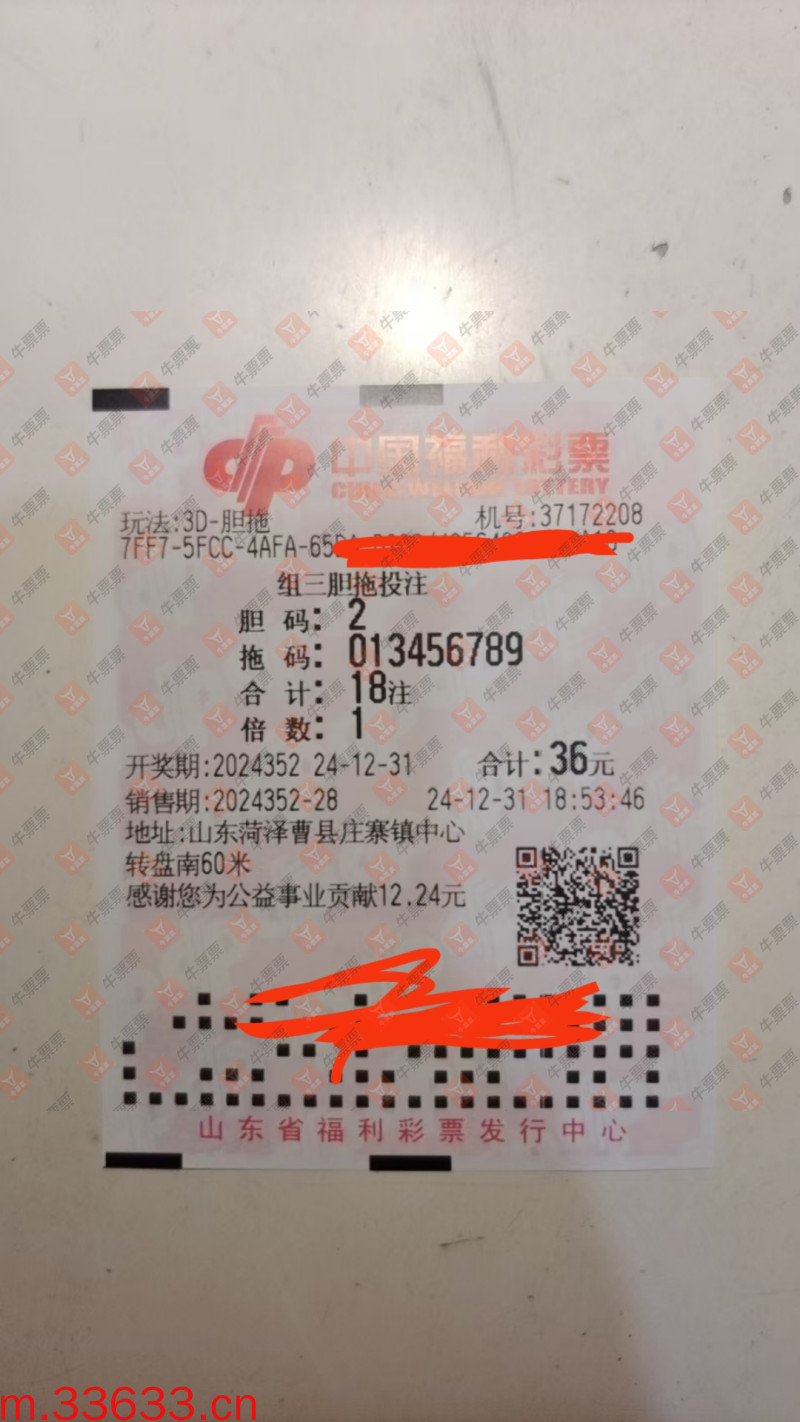 中国福利彩票
CHINA WELFARE LOTTERY
玩法:3D-胆拖 机号:37172208
7FF7-5FCC-4AFA-65
组三胆拖投注
胆 码: 2
拖 码: 013456789
合 计: 18注
倍 数: 1
开奖期:2024352 24-12-31 合计:36元
销售期:2024352-28 24-12-31 18:53:46
地址:山东菏泽曹县庄寨镇中心
转盘南60米
感谢您为公益事业贡献12.24元
山东省福利彩票发行中心
牛票票
m.33633.cn